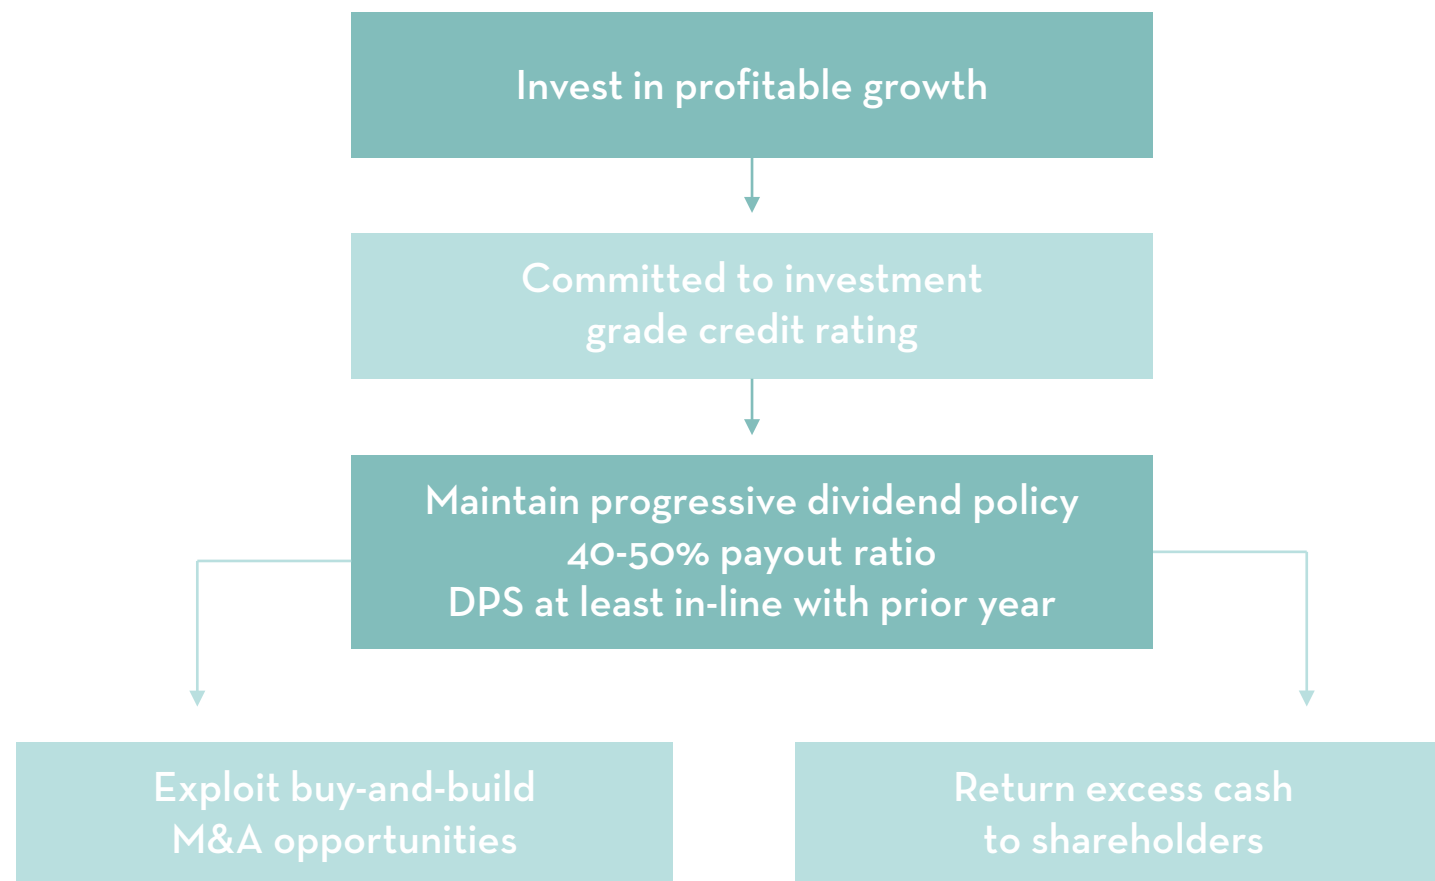 Invest in profitable growth
Committed to investment
grade credit rating
Maintain progressive dividend policy
40-50% payout ratio
DPS at least in-line with prior year
Exploit buy-and-build
M&A opportunities
Return excess cash
to shareholders